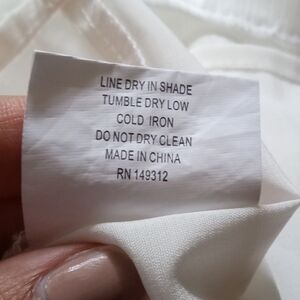 LINE DRY IN SHADE
TUMBLE DRY LOW
COLD IRON
DO NOT DRY CLEAN
MADE IN CHINA
RN 149312